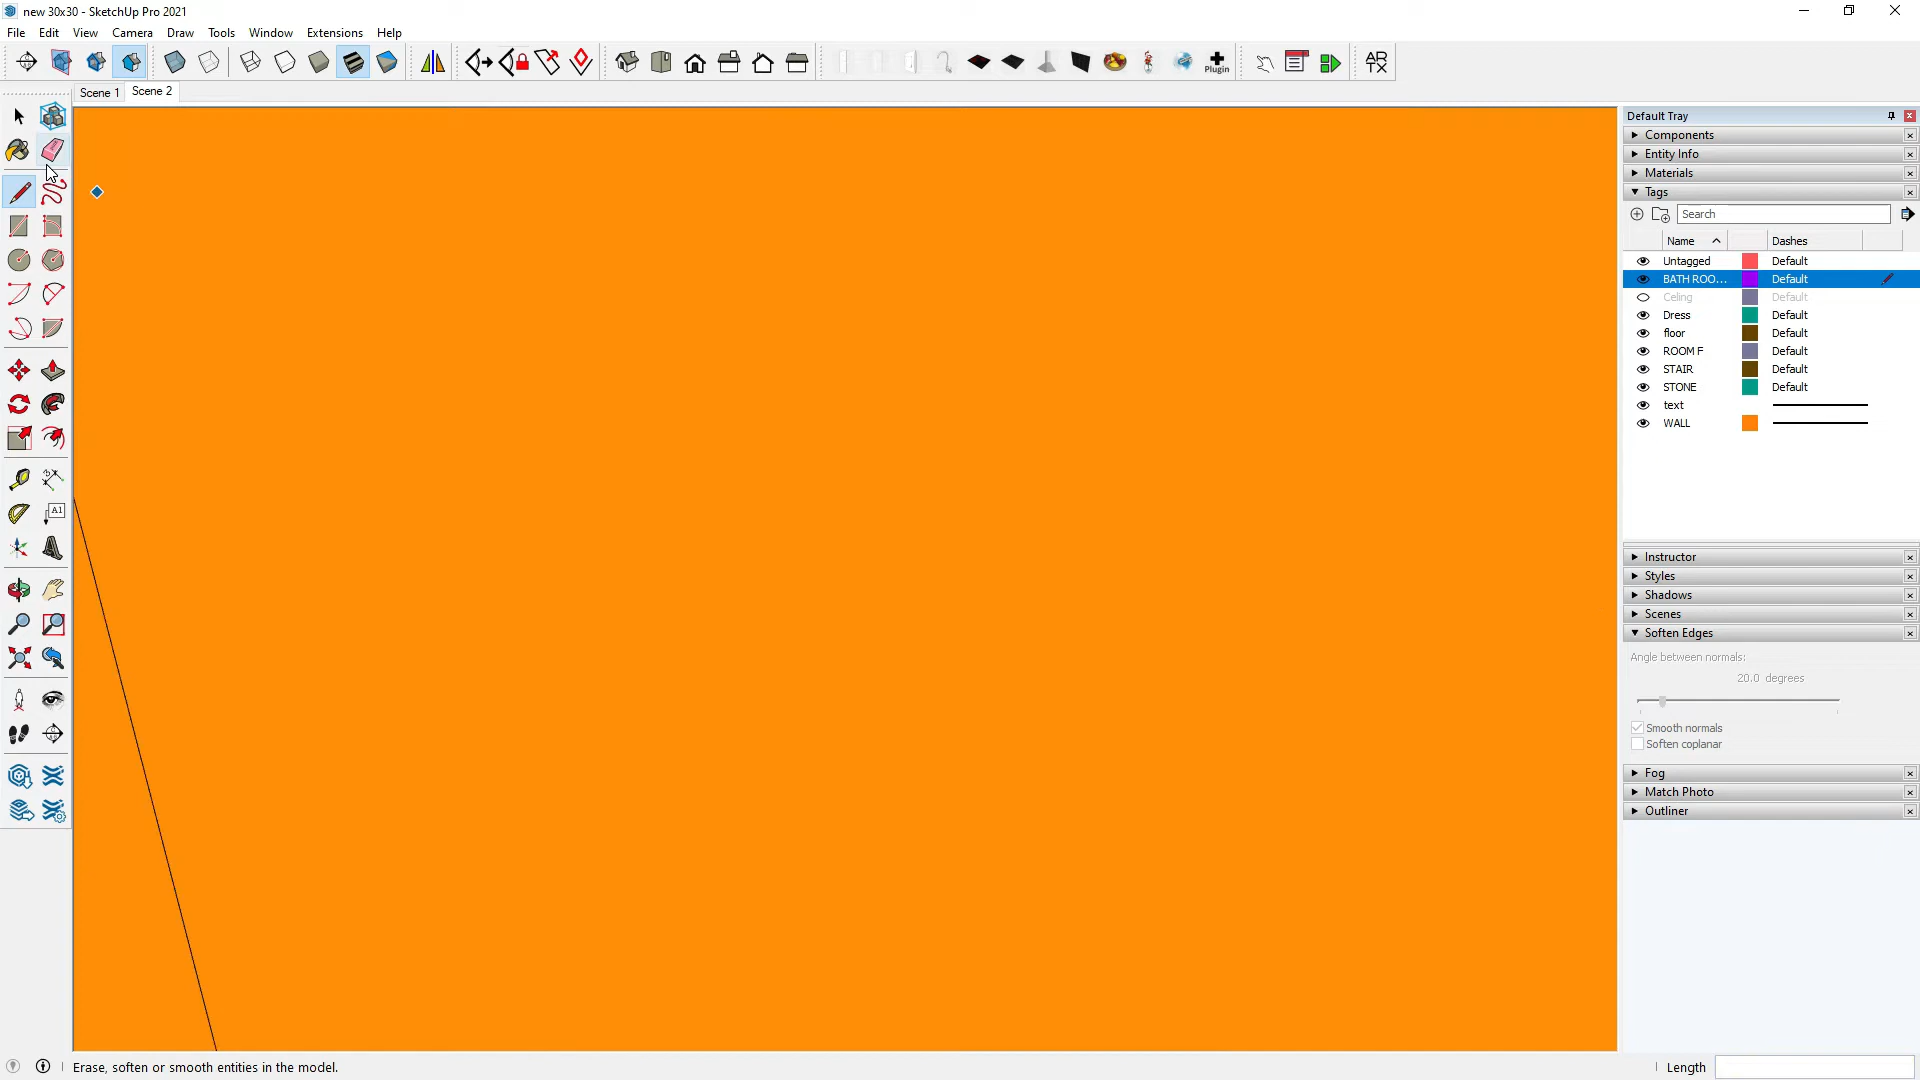 new 30x30 - SketchUp Pro 2021
File Edit View Camera Draw Tools Window Extensions Help
Plugin
AR
TX
Scene 1 Scene 2
Default Tray
Components
Entity Info
Materials
Tags
Search
Name Dashes
Untagged Default
BATH ROO... Default
Celing Default
Dress Default
floor Default
ROOM F Default
STAIR Default
STONE Default
text
WALL
A1
Instructor
Styles
Shadows
Scenes
Soften Edges
Angle between normals:
20.0 degrees
Smooth normals
Soften coplanar
Fog
Match Photo
Outliner
Erase, soften or smooth entities in the model.
Length